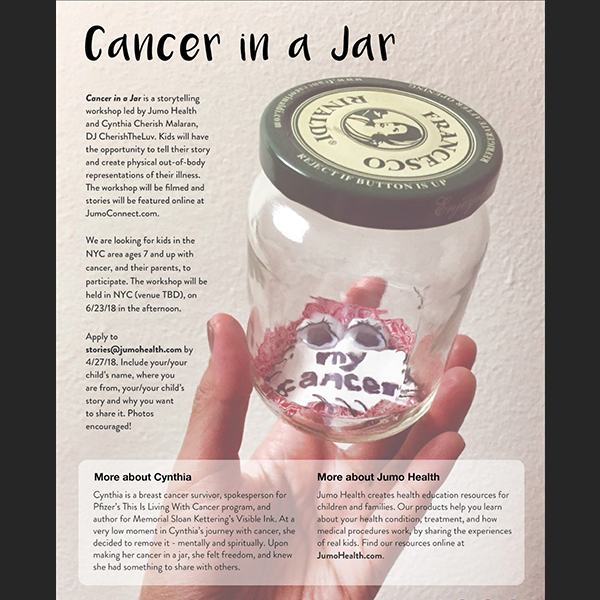 Cancer in a Jar
Cancer in a Jar is a storytelling
workshop led by Jumo Health
and Cynthia Cherish Malaran,
DJ CherishTheLuv. Kids will have
the opportunity to tell their story
and create physical out-of-body
representations of their illness.
The workshop will be filmed and
stories will be featured online at
JumoConnect.com.
We are looking for kids in the
NYC area ages 7 and up with
cancer, and their parents, to
participate. The workshop will be
held in NYC (venue TBD), on
6/23/18 in the afternoon.
Apply to
stories@jumohealth.com by
4/27/18. Include your/your
child's name, where you
are from, your/your child's
story and why you want
to share it. Photos
encouraged!
FRANCESCO
RINALDI®
REJECT IF BUTTON IS UP
my
cancer
More about Cynthia
Cynthia is a breast cancer survivor, spokesperson for
Pfizer's This Is Living With Cancer program, and
author for Memorial Sloan Kettering's Visible Ink. At a
very low moment in Cynthia's journey with cancer, she
decided to remove it - mentally and spiritually. Upon
making her cancer in a jar, she felt freedom, and knew
she had something to share with others.
More about Jumo Health
Jumo Health creates health education resources for
children and families. Our products help you learn
about your health condition, treatment, and how
medical procedures work, by sharing the experiences
of real kids. Find our resources online at
JumoHealth.com.